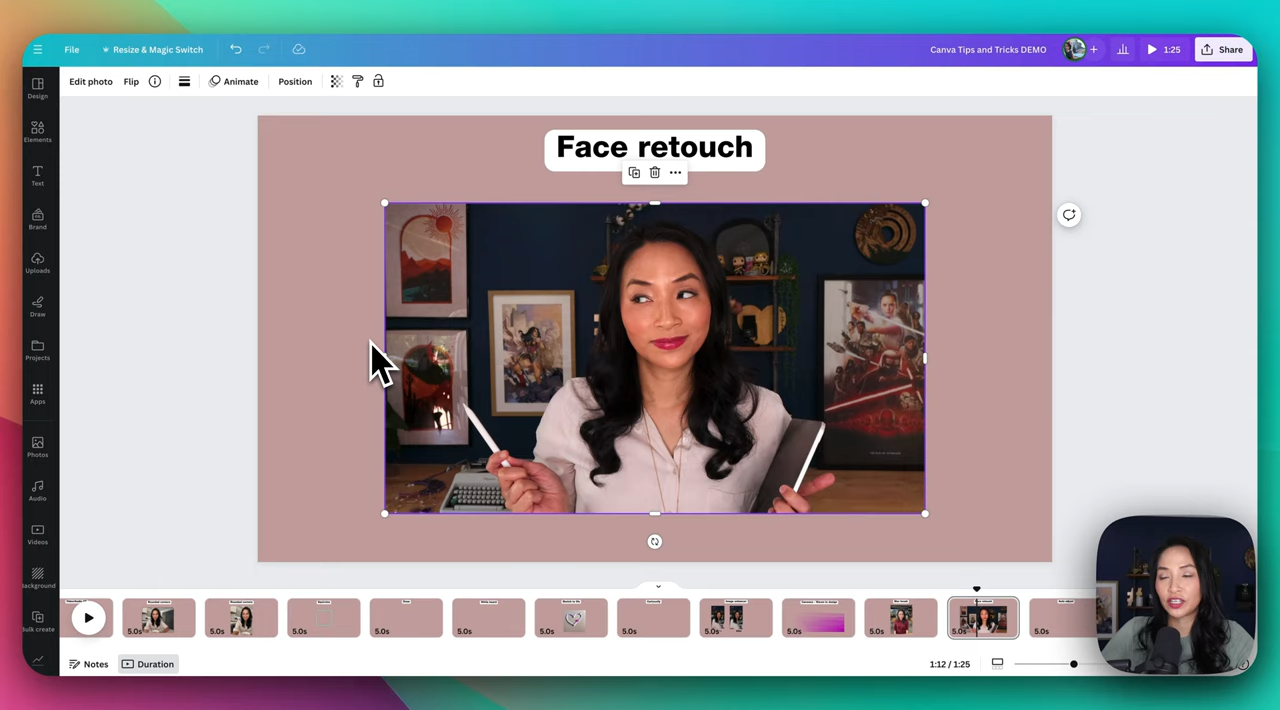 File
Resize & Magic Switch
Canva Tips and Tricks DEMO
1:25
Share
Edit photo
Flip
Animate
Position
Design
Elements
Text
Brand
Uploads
Draw
Projects
Apps
Photos
Audio
Videos
Bulk create
Face retouch
5.0s
5.0s
5.0s
5.0s
5.0s
5.0s
5.0s
5.0s
5.0s
5.0s
5.0s
5.0s
Notes
Duration
1:12 / 1:25